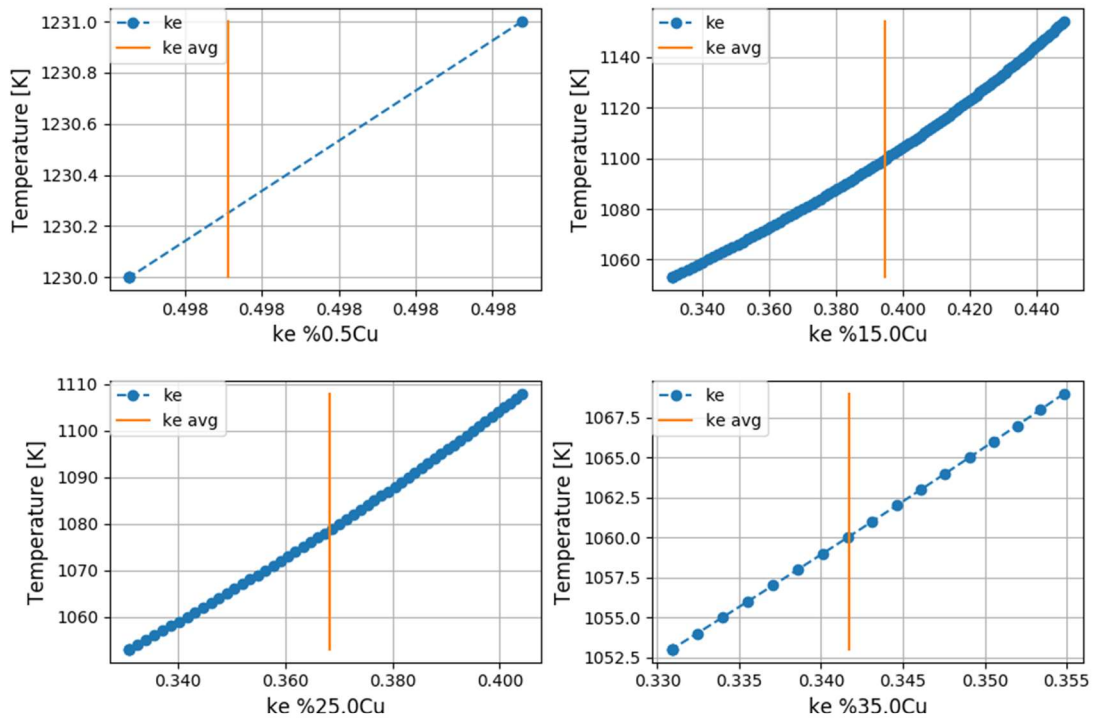 ke
ke avg
Temperature [K]
1231.0
1230.8
1230.6
1230.4
1230.2
1230.0
0.498 0.498 0.498 0.498 0.498
ke %0.5Cu
ke
ke avg
Temperature [K]
1140
1120
1100
1080
1060
0.340 0.360 0.380 0.400 0.420 0.440
ke %15.0Cu
ke
ke avg
Temperature [K]
1110
1100
1090
1080
1070
1060
0.340 0.360 0.380 0.400
ke %25.0Cu
ke
ke avg
Temperature [K]
1067.5
1065.0
1062.5
1060.0
1057.5
1055.0
1052.5
0.330 0.335 0.340 0.345 0.350 0.355
ke %35.0Cu